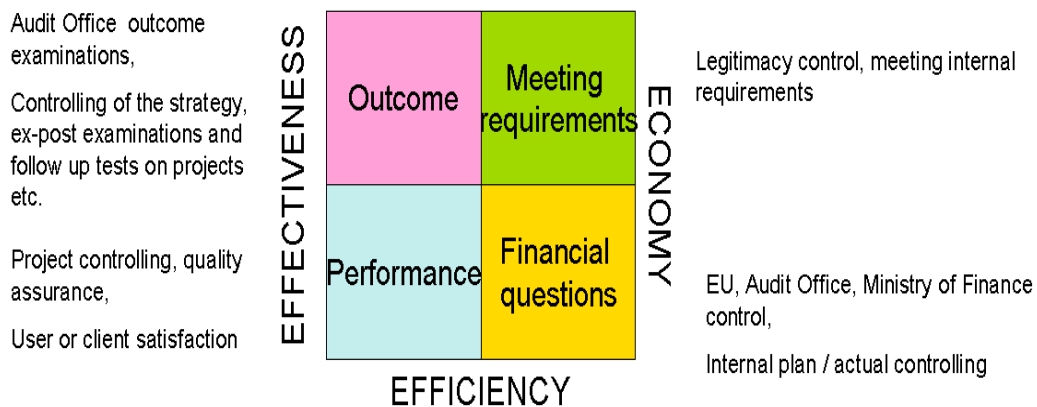 Audit Office outcome
examinations,
Controlling of the strategy,
ex-post examinations and
follow up tests on projects
etc.
Project controlling, quality
assurance,
User or client satisfaction
EFFECTIVENESS
Outcome
Meeting
requirements
Performance
Financial
questions
EFFICIENCY
ECONOMY
Legitimacy control, meeting internal
requirements
EU, Audit Office, Ministry of Finance
control,
Internal plan / actual controlling